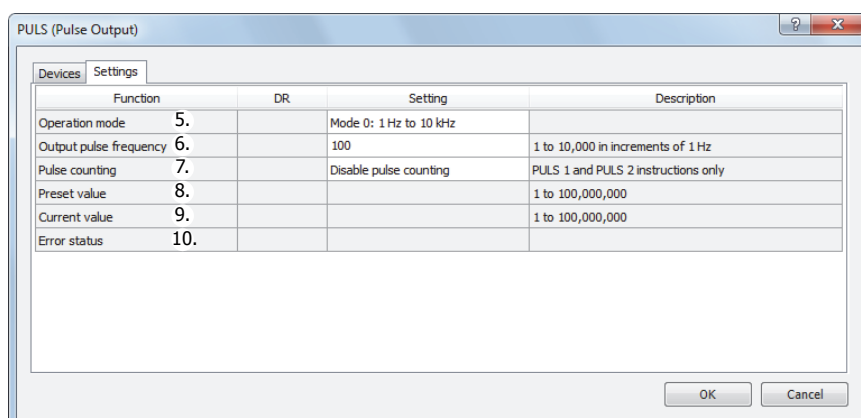 PULS (Pulse Output)
Devices Settings
Function DR Setting Description
Operation mode 5. Mode 0: 1 Hz to 10 kHz
Output pulse frequency 6. 100 1 to 10,000 in increments of 1 Hz
Pulse counting 7. Disable pulse counting PULS 1 and PULS 2 instructions only
Preset value 8. 1 to 100,000,000
Current value 9. 1 to 100,000,000
Error status 10.
OK Cancel